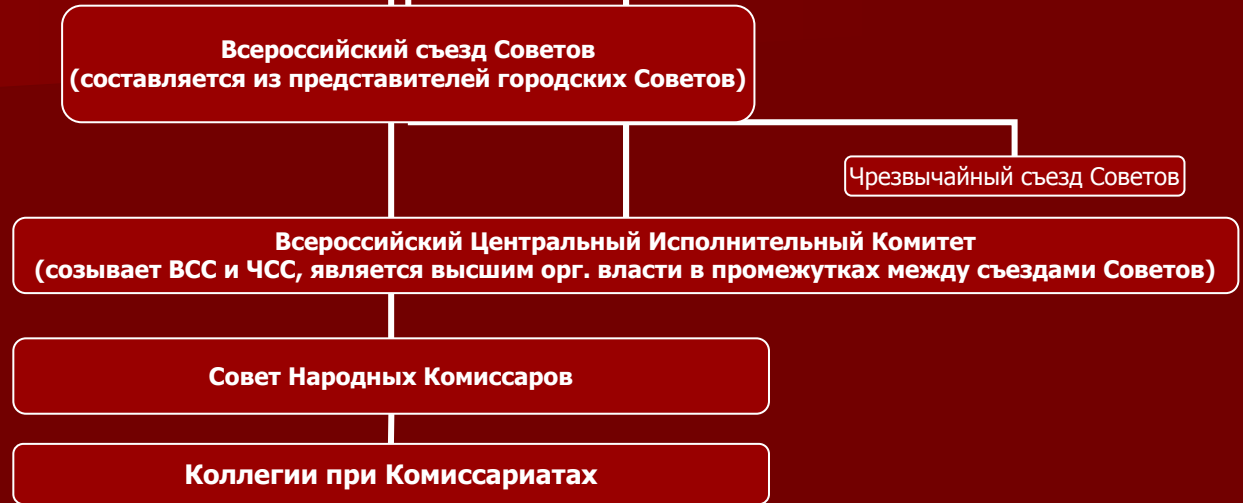 Всероссийский съезд Советов
(составляется из представителей городских Советов)
Чрезвычайный съезд Советов
Всероссийский Центральный Исполнительный Комитет
(созывает ВСС и ЧСС, является высшим орг. власти в промежутках между съездами Советов)
Совет Народных Комиссаров
Коллегии при Комиссариатах